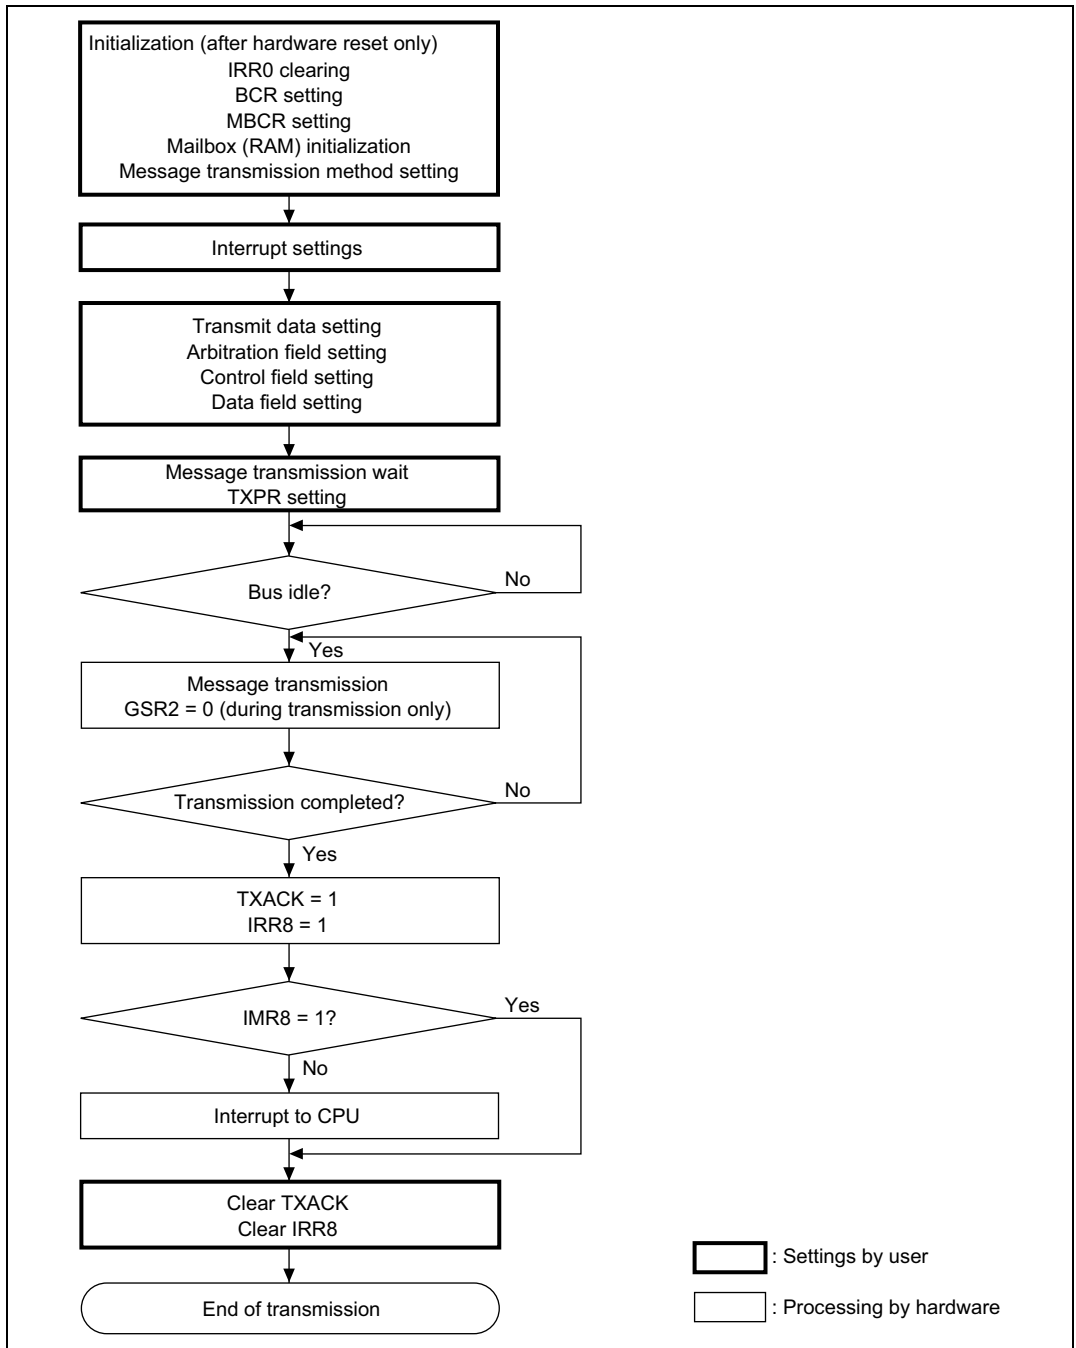 Initialization (after hardware reset only)
IRR0 clearing
BCR setting
MBCR setting
Mailbox (RAM) initialization
Message transmission method setting
Interrupt settings
Transmit data setting
Arbitration field setting
Control field setting
Data field setting
Message transmission wait
TXPR setting
Bus idle?
No
Yes
Message transmission
GSR2 = 0 (during transmission only)
Transmission completed?
No
Yes
TXACK = 1
IRR8 = 1
IMR8 = 1?
Yes
No
Interrupt to CPU
Clear TXACK
Clear IRR8
End of transmission
: Settings by user
: Processing by hardware